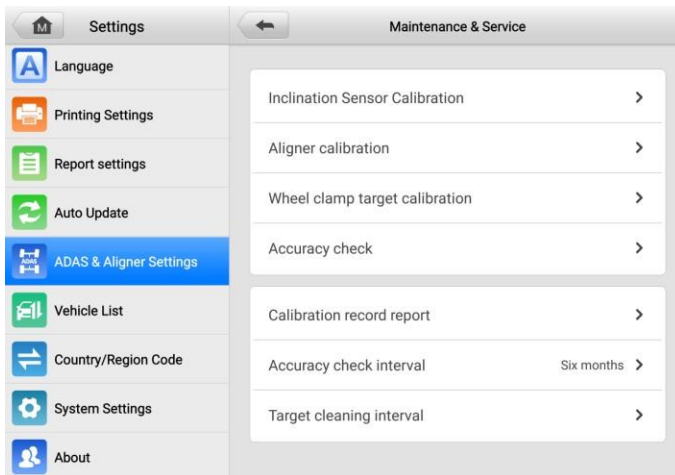 Settings
Maintenance & Service
Language
Printing Settings
Report settings
Auto Update
ADAS & Aligner Settings
Vehicle List
Country/Region Code
System Settings
About
Inclination Sensor Calibration
Aligner calibration
Wheel clamp target calibration
Accuracy check
Calibration record report
Accuracy check interval Six months
Target cleaning interval